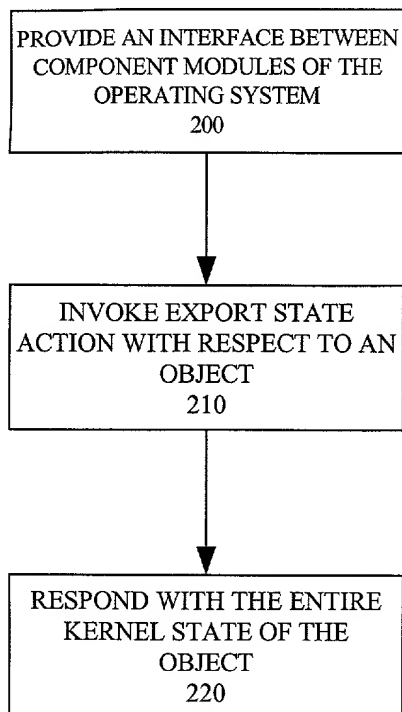 PROVIDE AN INTERFACE BETWEEN
COMPONENT MODULES OF THE
OPERATING SYSTEM
200
INVOKE EXPORT STATE
ACTION WITH RESPECT TO AN
OBJECT
210
RESPOND WITH THE ENTIRE
KERNEL STATE OF THE
OBJECT
220